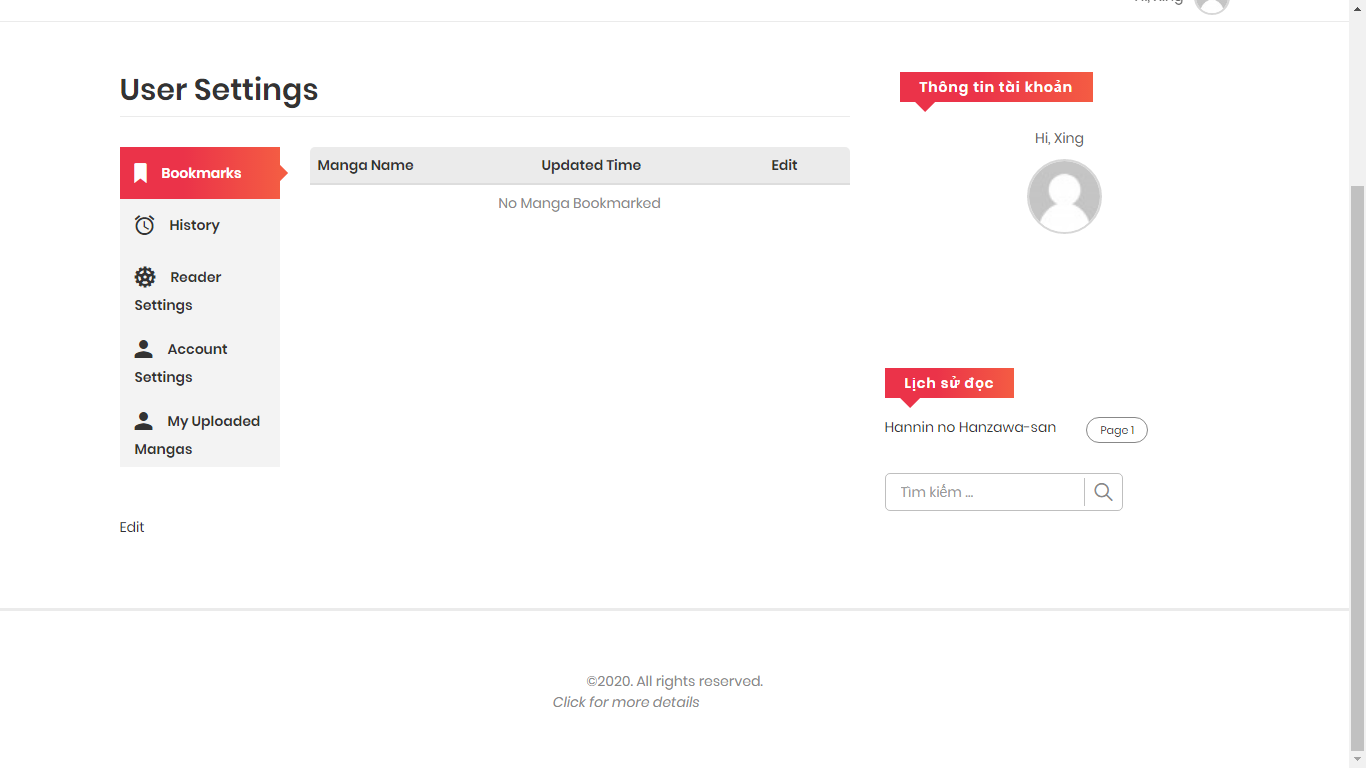 Hi, Xing
User Settings
Thông tin tài khoản
Hi, Xing
Bookmarks
History
Reader
Settings
Account
Settings
My Uploaded
Mangas
Manga Name Updated Time Edit
No Manga Bookmarked
Lịch sử đọc
Hannin no Hanzawa-san Page 1
Tìm kiếm ...
Edit
©2020. All rights reserved.
Click for more details